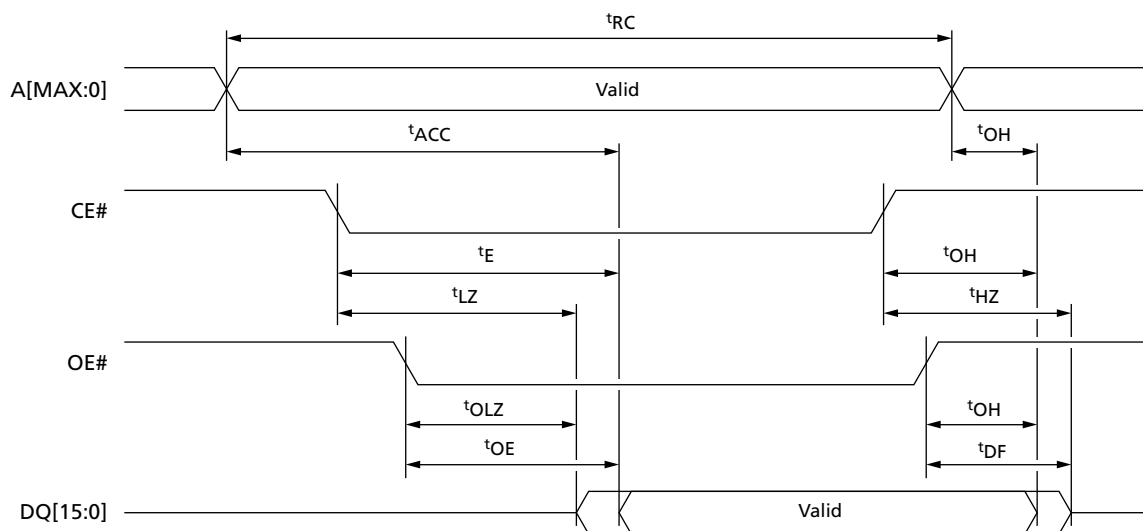 tRC
A[MAX:0]
Valid
tACC
tOH
CE#
tE
tOH
tLZ
tHZ
OE#
tOLZ
tOH
tOE
tDF
DQ[15:0]
Valid